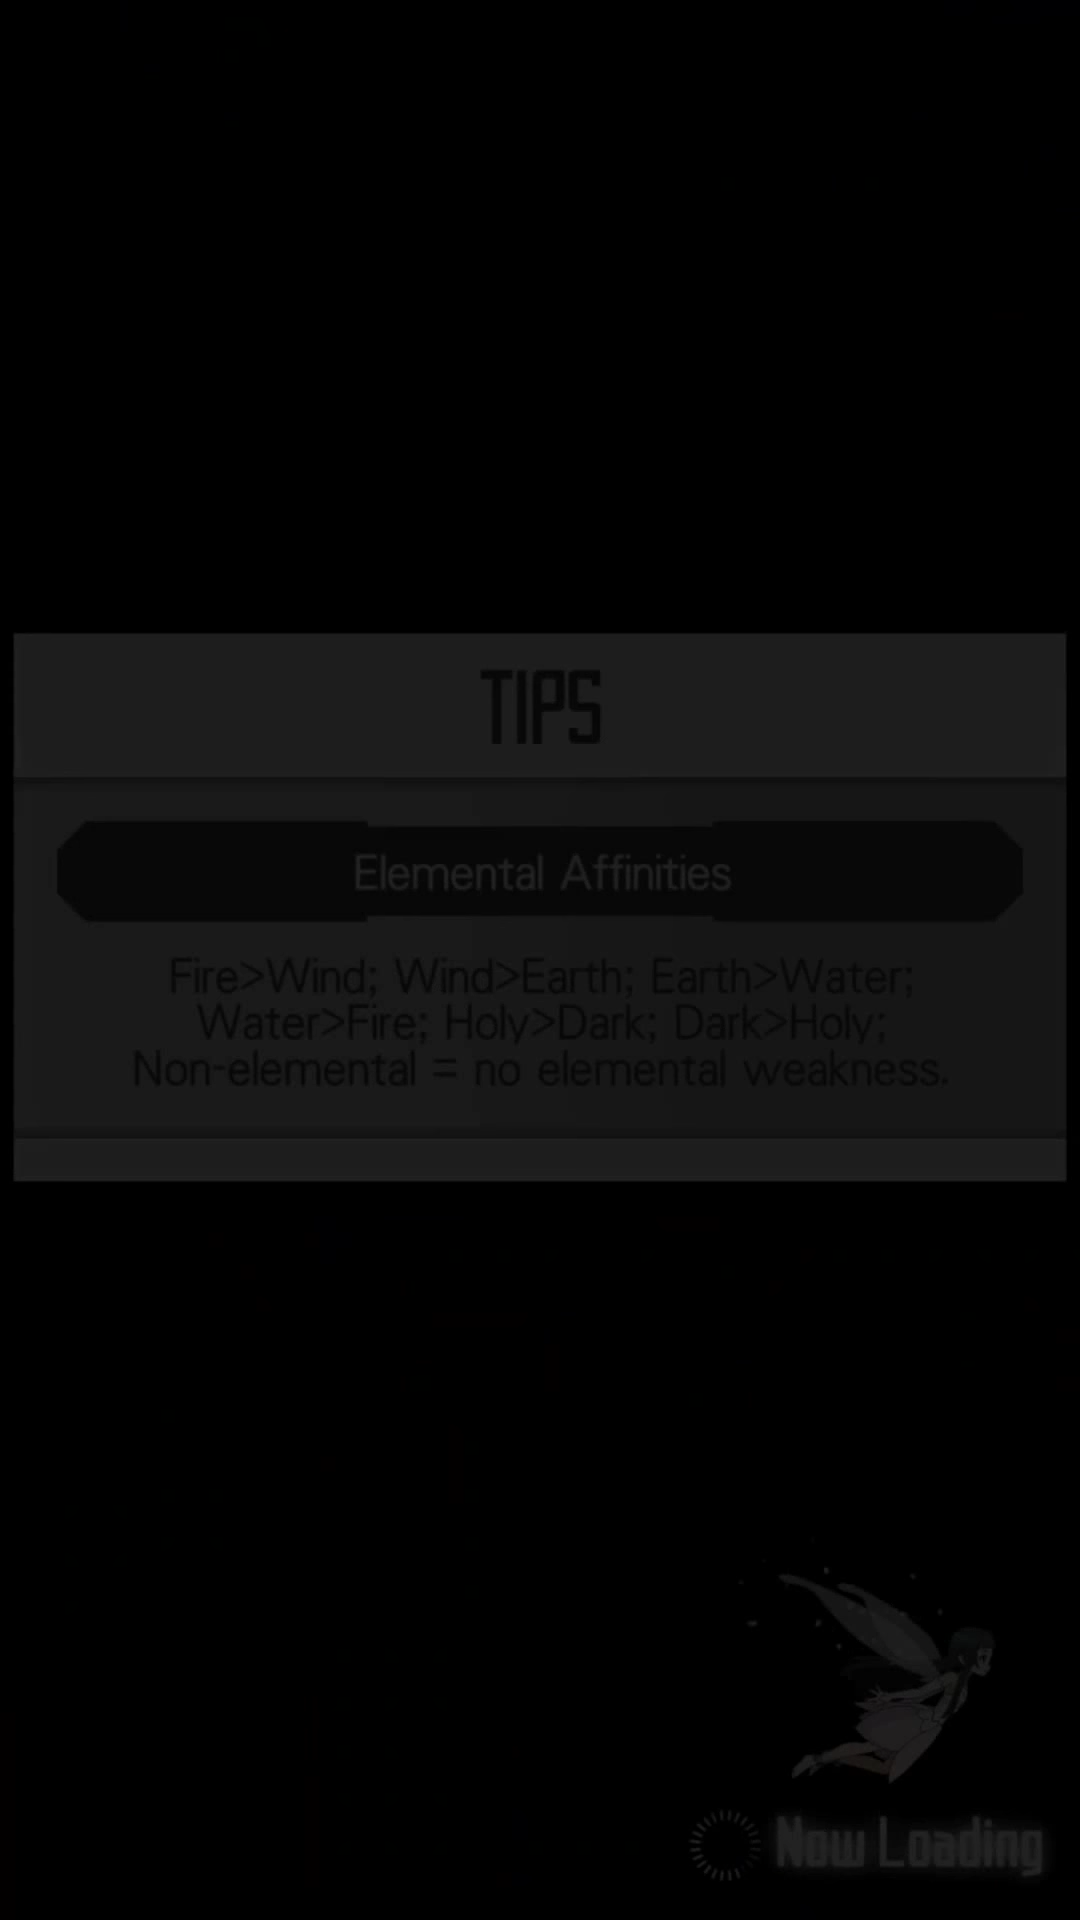 TIPS
Elemental Affinities
Fire>Wind; Wind>Earth; Earth>Water;
Water>Fire; Holy>Dark; Dark>Holy;
Non-elemental = no elemental weakness.
Now Loading